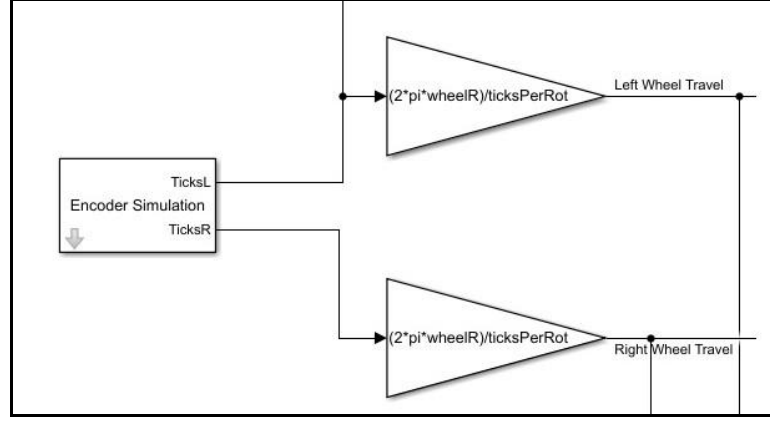 (2*pi*wheelR)/ticksPerRot
Left Wheel Travel
TicksL
Encoder Simulation
TicksR
(2*pi*wheelR)/ticksPerRot
Right Wheel Travel